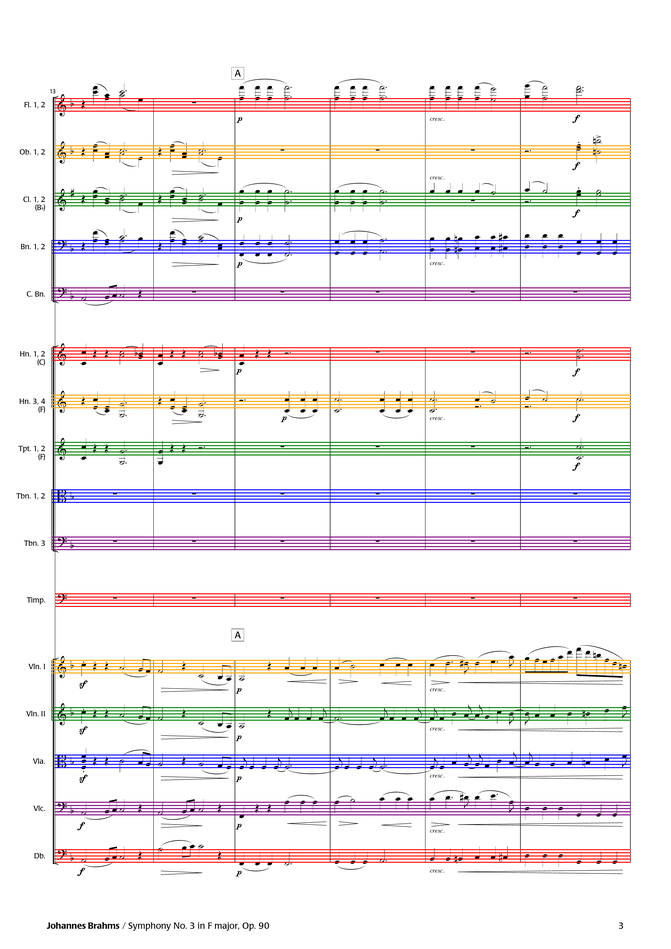 A
13
Fl. 1, 2
p
cresc.
f
Ob. 1, 2
cresc.
f
Cl. 1, 2
(B♭)
p
f
Bn. 1, 2
p
cresc.
C. Bn.
Hn. 1, 2
(C)
p
f
Hn. 3, 4
(F)
p
cresc.
f
Tpt. 1, 2
(F)
f
Tbn. 1, 2
Tbn. 3
Timp.
A
Vln. I
sf
p
cresc.
Vln. II
sf
p
cresc.
Vla.
sf
p
cresc.
Vlc.
f
p
cresc.
Db.
f
p
cresc.
Johannes Brahms / Symphony No. 3 in F major, Op. 90 3